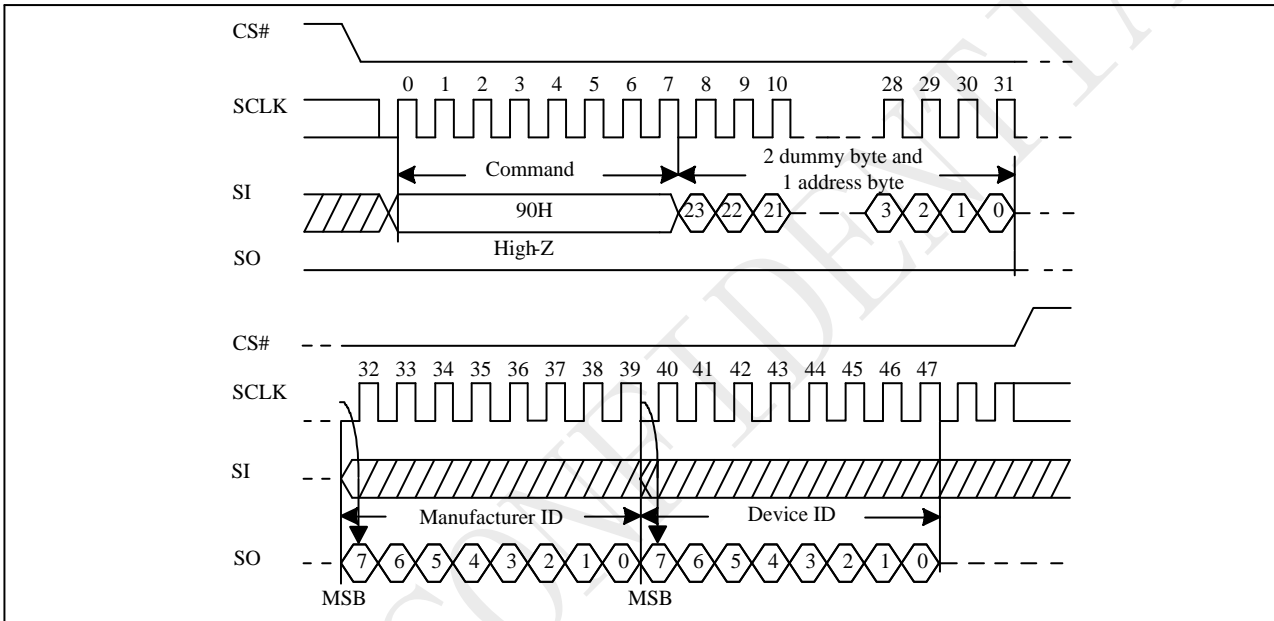 CS#
0 1 2 3 4 5 6 7 8 9 10 28 29 30 31
SCLK
Command
2 dummy byte and
1 address byte
SI
90H
23 22 21 3 2 1 0
High-Z
SO
CS#
32 33 34 35 36 37 38 39 40 41 42 43 44 45 46 47
SCLK
SI
Manufacturer ID
Device ID
SO
7 6 5 4 3 2 1 0 7 6 5 4 3 2 1 0
MSB
MSB